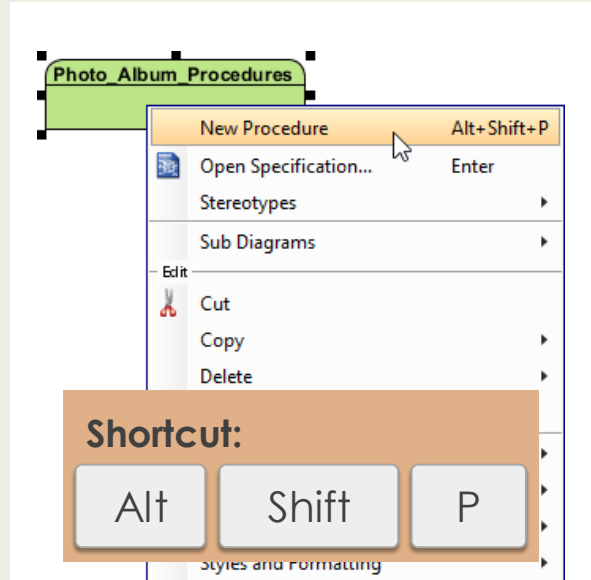 Photo_Album_Procedures
New Procedure Alt+Shift+P
Open Specification... Enter
Stereotypes
Sub Diagrams
Edit
Cut
Copy
Delete
Shortcut:
Alt Shift P
Styles and Formatting